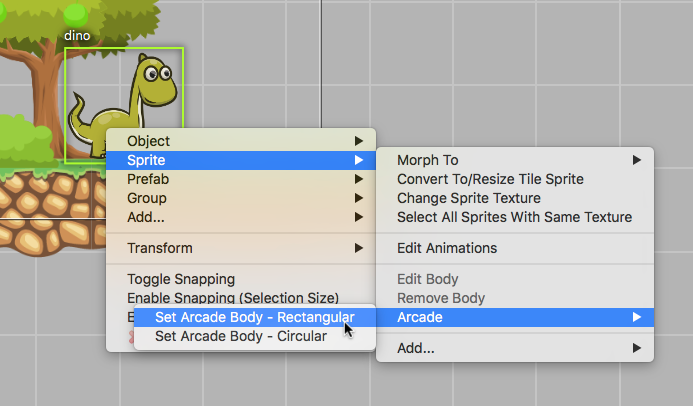 dino
Object
Sprite
Prefab
Group
Add...
Transform
Toggle Snapping
Enable Snapping (Selection Size)
E
Morph To
Convert To/Resize Tile Sprite
Change Sprite Texture
Select All Sprites With Same Texture
Edit Animations
Edit Body
Remove Body
Arcade
Add...
Set Arcade Body - Rectangular
Set Arcade Body - Circular